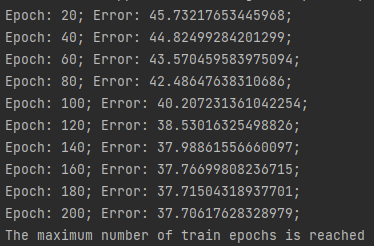 Epoch: 20; Error: 45.73217653445968;
Epoch: 40; Error: 44.82499284201299;
Epoch: 60; Error: 43.570459583975094;
Epoch: 80; Error: 42.48647638310686;
Epoch: 100; Error: 40.207231361042254;
Epoch: 120; Error: 38.53016325498826;
Epoch: 140; Error: 37.98861556660097;
Epoch: 160; Error: 37.76699808236715;
Epoch: 180; Error: 37.71504318937701;
Epoch: 200; Error: 37.70617628328979;
The maximum number of train epochs is reached